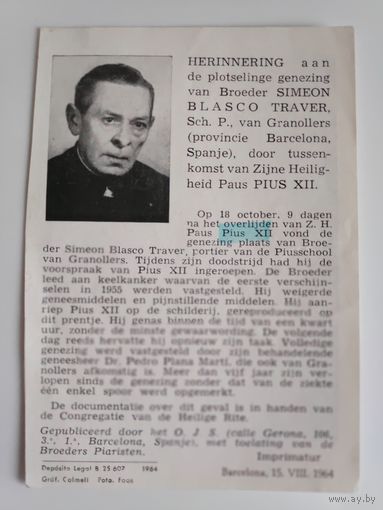 HERINNERING aan
de plotselinge genezing
van Broeder SIMEON
BLASCO TRAVER,
Sch. P., van Granollers
(provincie Barcelona,
Spanje), door tussen-
komst van Zijne Heilig-
heid Paus PIUS XII.
Op 18 october, 9 dagen
na het overlijden van Z. H.
Paus Pius XII vond de
genezing plaats van Broe-
der Simeon Blasco Traver, portier van de Piusschool
van Granollers. Tijdens zijn doodstrijd had hij de
voorspraak van Pius XII ingeroepen. De Broeder
leed aan keelkanker waarvan de eerste verschijn-
selen in 1955 werden vastgesteld. Hij weigerde
geneesmiddelen en pijnstillende middelen. Hij aan-
riep Pius XII op de schilderij, gereproduceerd op
dit prentje. Hij genas binnen de tijd van een kwart
uur, zonder de minste gewaarwording. De volgende
dag reeds hervatte hij opnieuw zijn taak. Volledige
genezing werd vastgesteld door zijn behandelende
geneesheer Dr. Pedro Plana Martí, die ook van Gra-
nollers afkomstig is. Meer dan vijf jaar zijn ver-
lopen sinds de genezing zonder dat van de ziekte
één enkel spoor werd opgemerkt.
De documentatie over dit geval is in handen van
de Congregatie van de Heilige Rite.
Gepubliceerd door het O. J. S. (calle Gerona, 106,
3.º, 1.ª, Barcelona, Spanje), met toelating van de
Broeders Piaristen.
Imprimatur
Depósito Legal B 25.607 1964
Barcelona, 15. VIII. 1964
Gráf. Calmell Foto. Foos